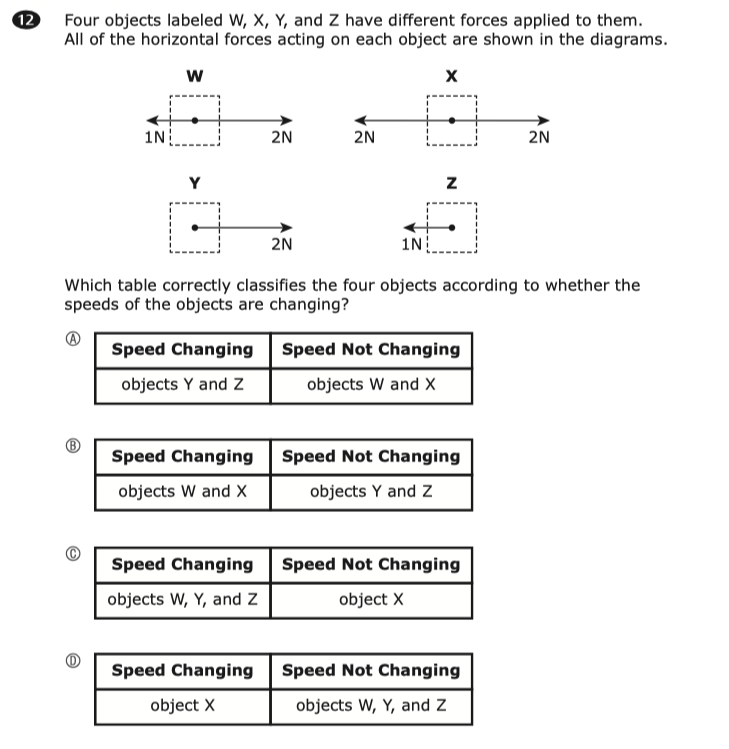 12 Four objects labeled W, X, Y, and Z have different forces applied to them.
All of the horizontal forces acting on each object are shown in the diagrams.
W X
1N 2N 2N 2N
Y Z
2N 1N
Which table correctly classifies the four objects according to whether the
speeds of the objects are changing?
A
Speed Changing Speed Not Changing
objects Y and Z objects W and X
B
Speed Changing Speed Not Changing
objects W and X objects Y and Z
C
Speed Changing Speed Not Changing
objects W, Y, and Z object X
D
Speed Changing Speed Not Changing
object X objects W, Y, and Z